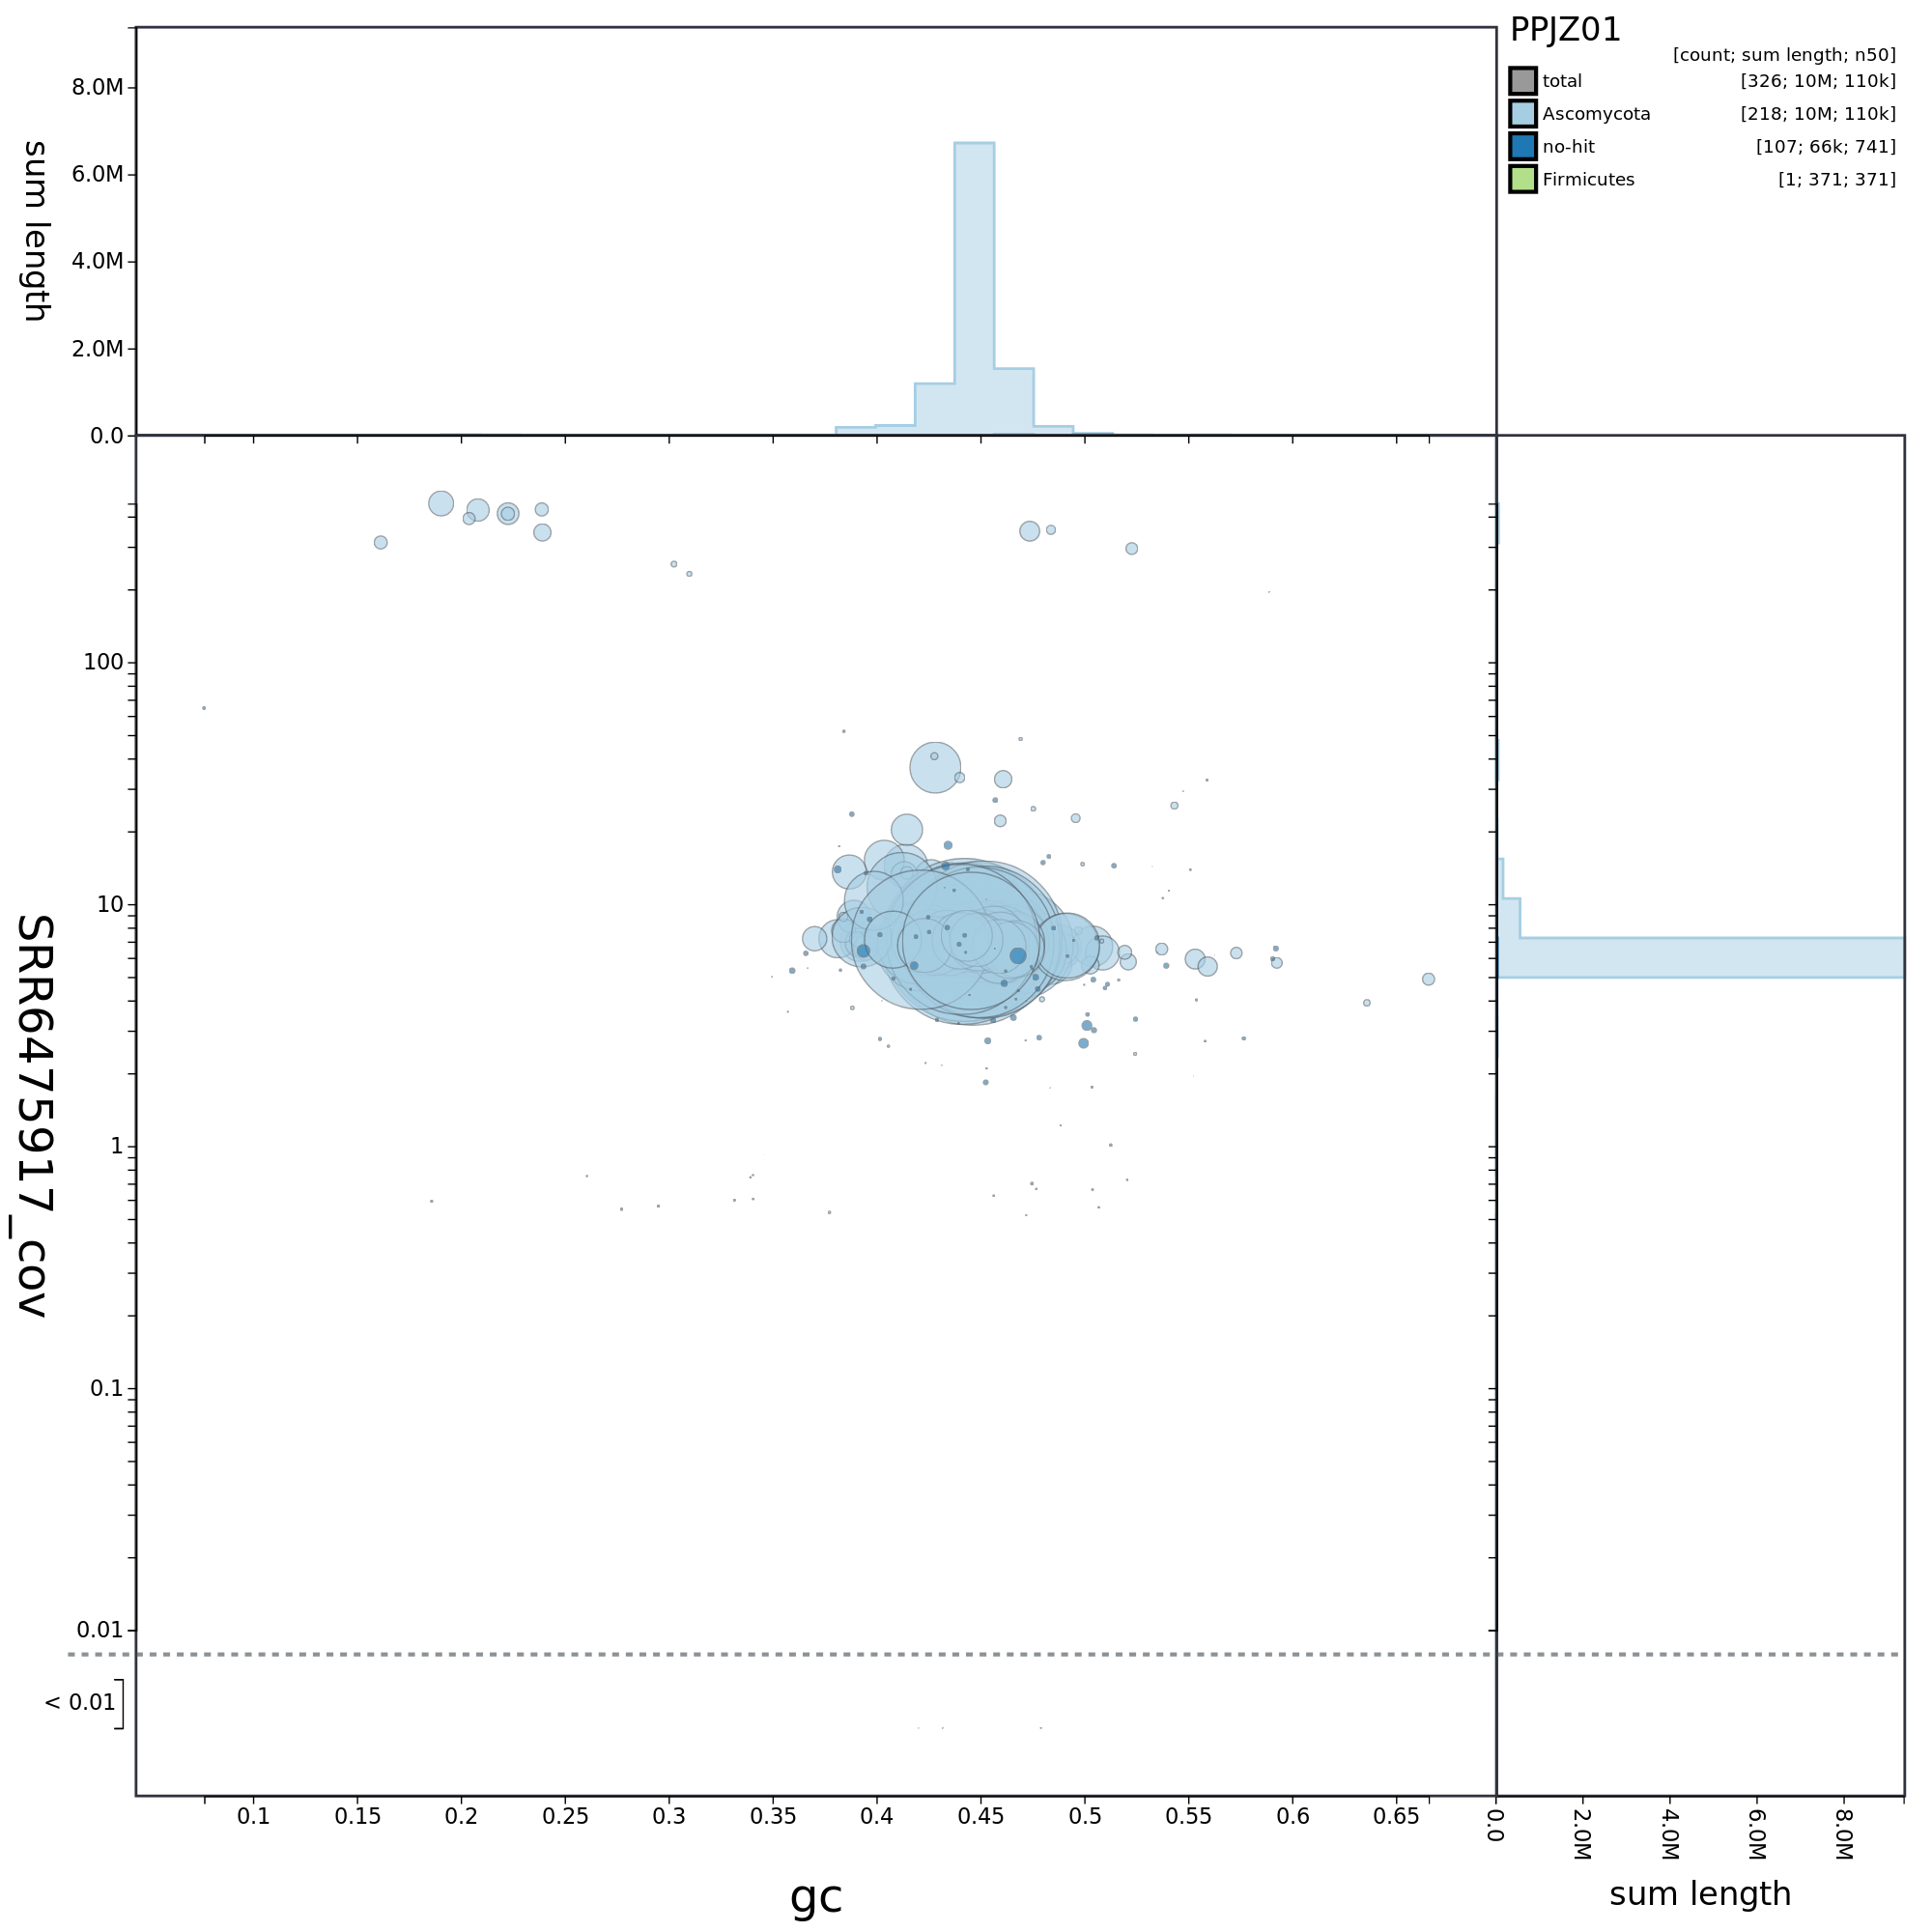 PPJZ01
[count; sum length; n50]
total [326; 10M; 110k]
Ascomycota [218; 10M; 110k]
no-hit [107; 66k; 741]
Firmicutes [1; 371; 371]
sum length
8.0M
6.0M
4.0M
2.0M
0.0
SRR6475917_cov
100
10
1
0.1
0.01
< 0.01
0.1 0.15 0.2 0.25 0.3 0.35 0.4 0.45 0.5 0.55 0.6 0.65
gc
0.0 2.0M 4.0M 6.0M 8.0M
sum length